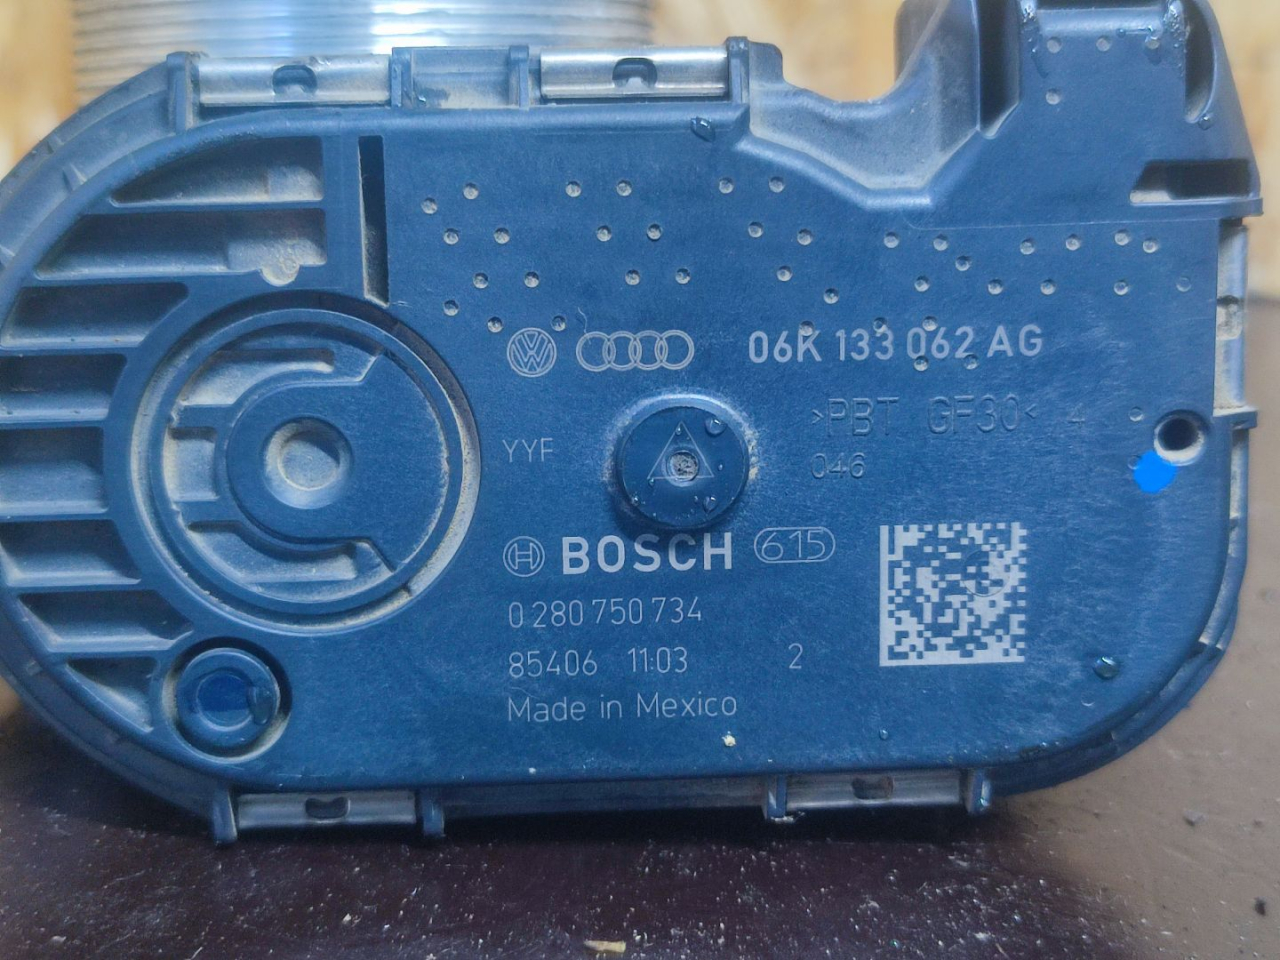 06K 133 062 AG
>PBT GF30< 4
YYF
046
BOSCH 615
0 280 750 734
85406 11:03 2
Made in Mexico